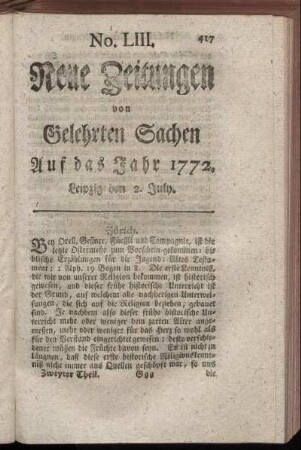 No. LIII.
417
Neue Zeitungen
von
Gelehrten Sachen
Auf das Jahr 1772.
Leipzig den 2. July.
Zürich.
Bey Orell, Geßner, Füeßli und Compagnie, ist die
letzte Ostermeße zum Vorschein gekommen: bi-
blische Erzählungen für die Jugend: Altes Testa-
ment: 1 Alph. 19 Bogen in 8. Die erste Kenntniß,
die wir von unserer Religion bekommen, ist historisch
gewesen, und dieser frühe historische Unterricht ist
der Grund, auf welchem alle nachherigen Unterwei-
sungen, die sich auf die Religion beziehen, gebauet
sind. Je nachdem also dieser frühe historische Unter-
richt mehr oder weniger dem zarten Alter angemes-
sen, mehr oder weniger für das Herz so wohl als
für den Verstand eingerichtet gewesen: desto verschie-
dener müßen die Früchte davon seyn. Es ist nicht zu
läugnen, daß diese erste historische Religionskennt-
niß nicht immer aus Quellen geschöpft war, so uns
Zweyter Theil. Ggg die